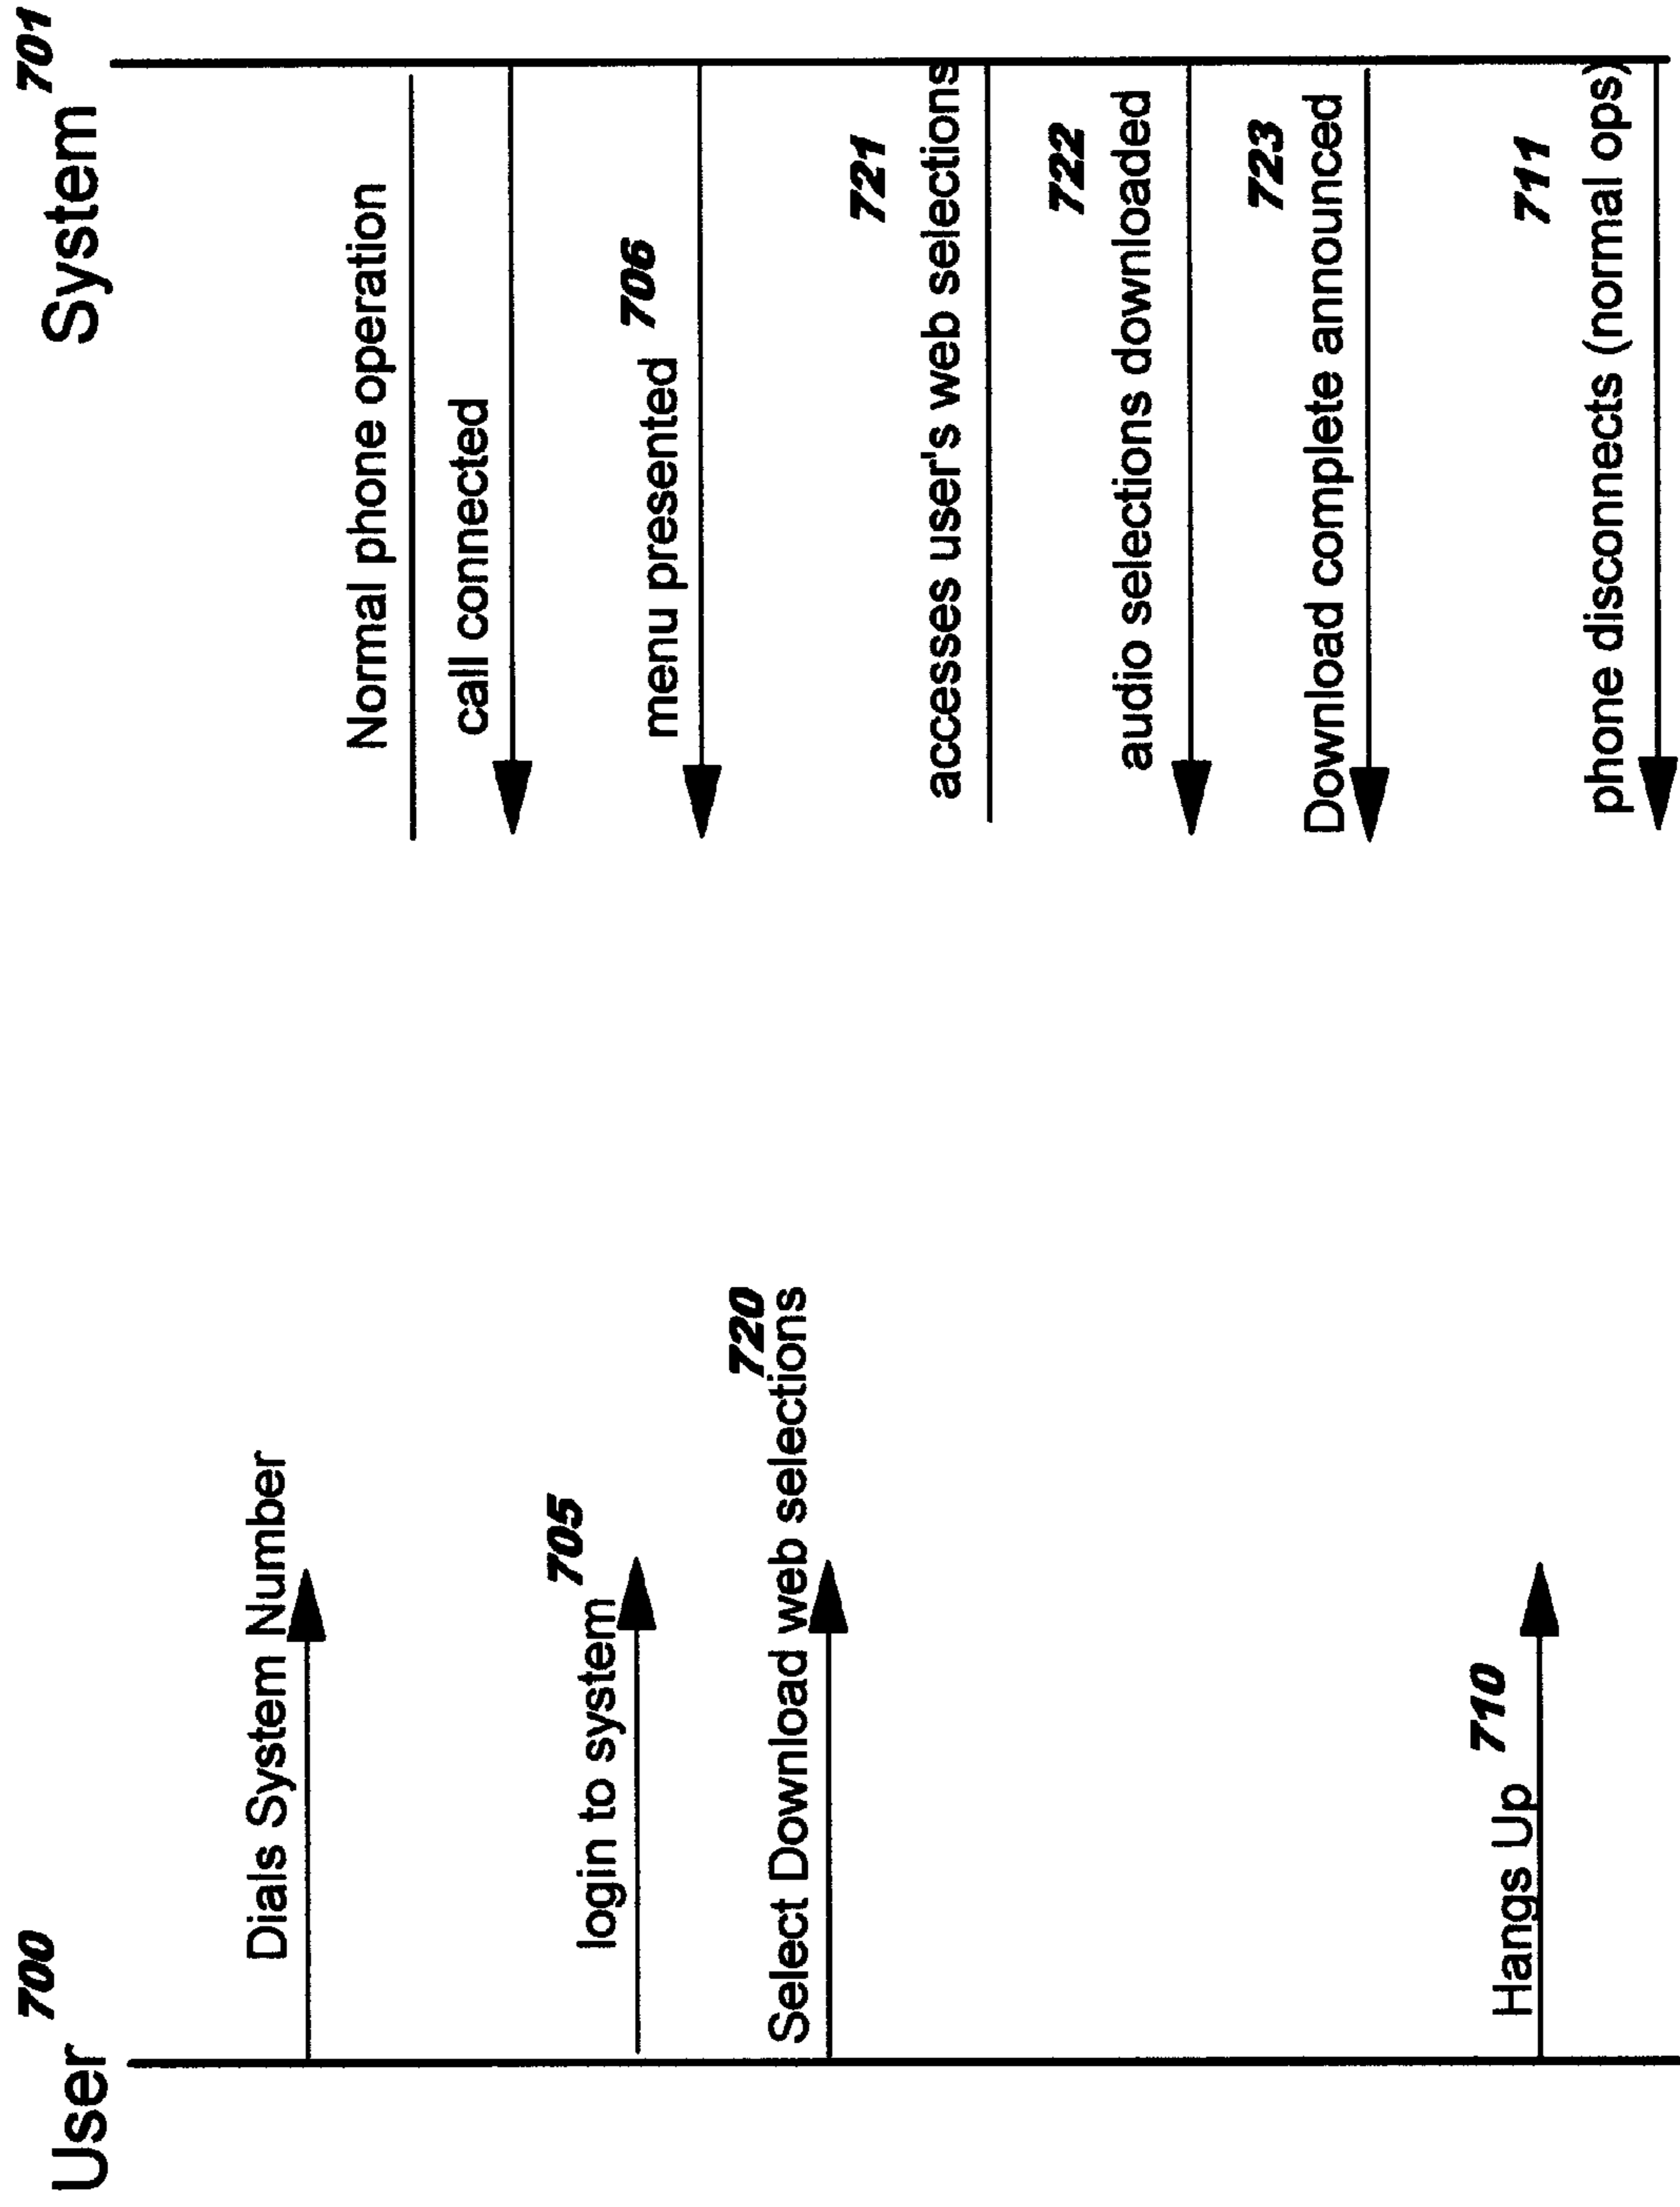 User 700
System 701
Dials System Number
Normal phone operation
call connected
login to system 705
menu presented 706
720
Select Download web selections
721
accesses user's web selections
722
audio selections downloaded
723
Download complete announced
Hangs Up 710
711
phone disconnects (normal ops)